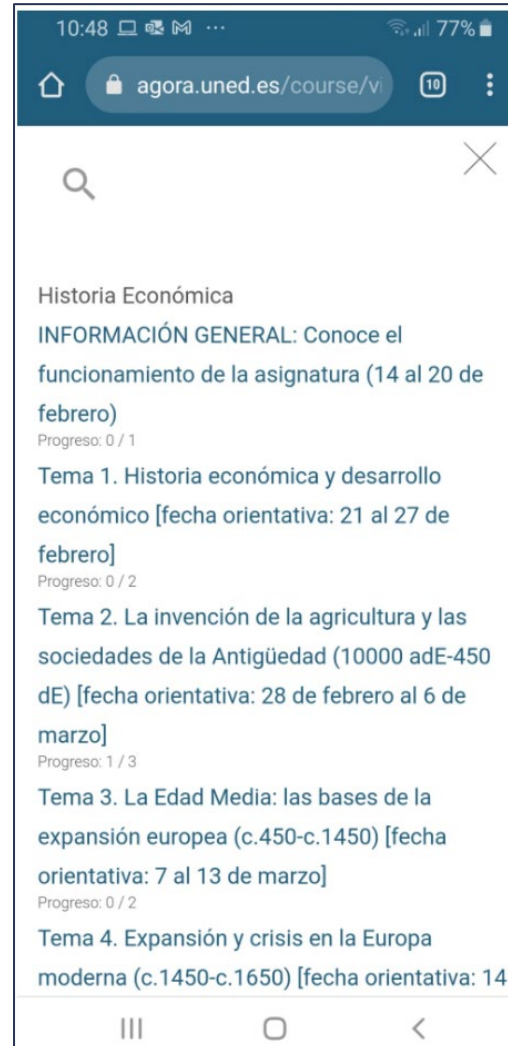 10:48
77%
agora.uned.es/course/vi
10
Historia Económica
INFORMACIÓN GENERAL: Conoce el
funcionamiento de la asignatura (14 al 20 de
febrero)
Progreso: 0 / 1
Tema 1. Historia económica y desarrollo
económico [fecha orientativa: 21 al 27 de
febrero]
Progreso: 0 / 2
Tema 2. La invención de la agricultura y las
sociedades de la Antigüedad (10000 adE-450
dE) [fecha orientativa: 28 de febrero al 6 de
marzo]
Progreso: 1 / 3
Tema 3. La Edad Media: las bases de la
expansión europea (c.450-c.1450) [fecha
orientativa: 7 al 13 de marzo]
Progreso: 0 / 2
Tema 4. Expansión y crisis en la Europa
moderna (c.1450-c.1650) [fecha orientativa: 14